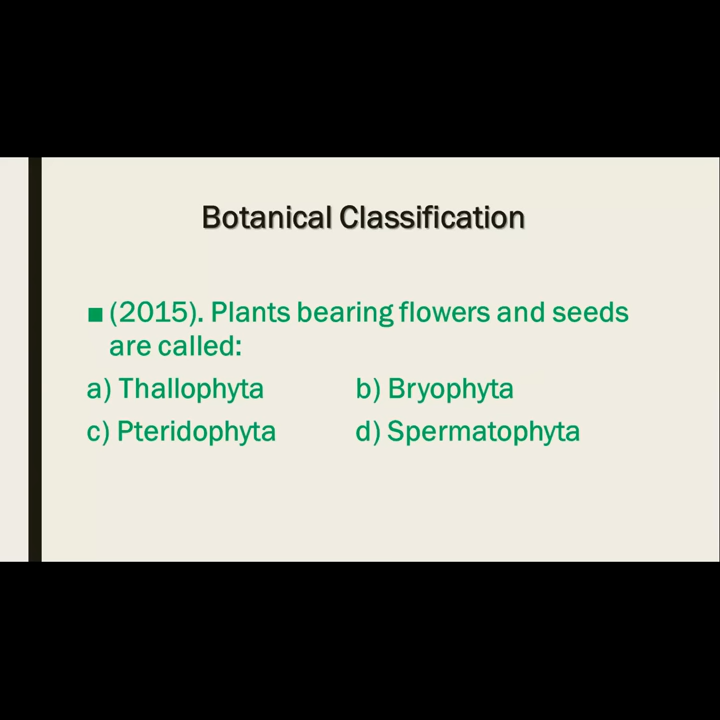 Botanical Classification
■ (2015). Plants bearing flowers and seeds
are called:
a) Thallophyta b) Bryophyta
c) Pteridophyta d) Spermatophyta